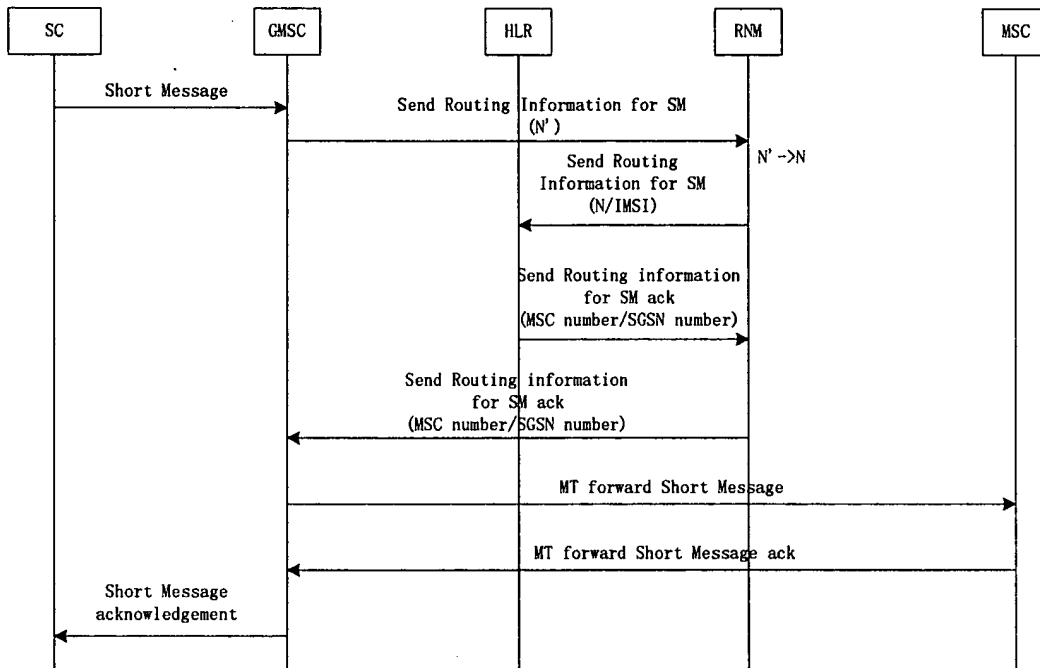 SC
GMSC
HLR
RNM
MSC
Short Message
Send Routing Information for SM
(N')
N'->N
Send Routing
Information for SM
(N/IMSI)
Send Routing information
for SM ack
(MSC number/SGSN number)
Send Routing information
for SM ack
(MSC number/SGSN number)
MT forward Short Message
MT forward Short Message ack
Short Message
acknowledgement